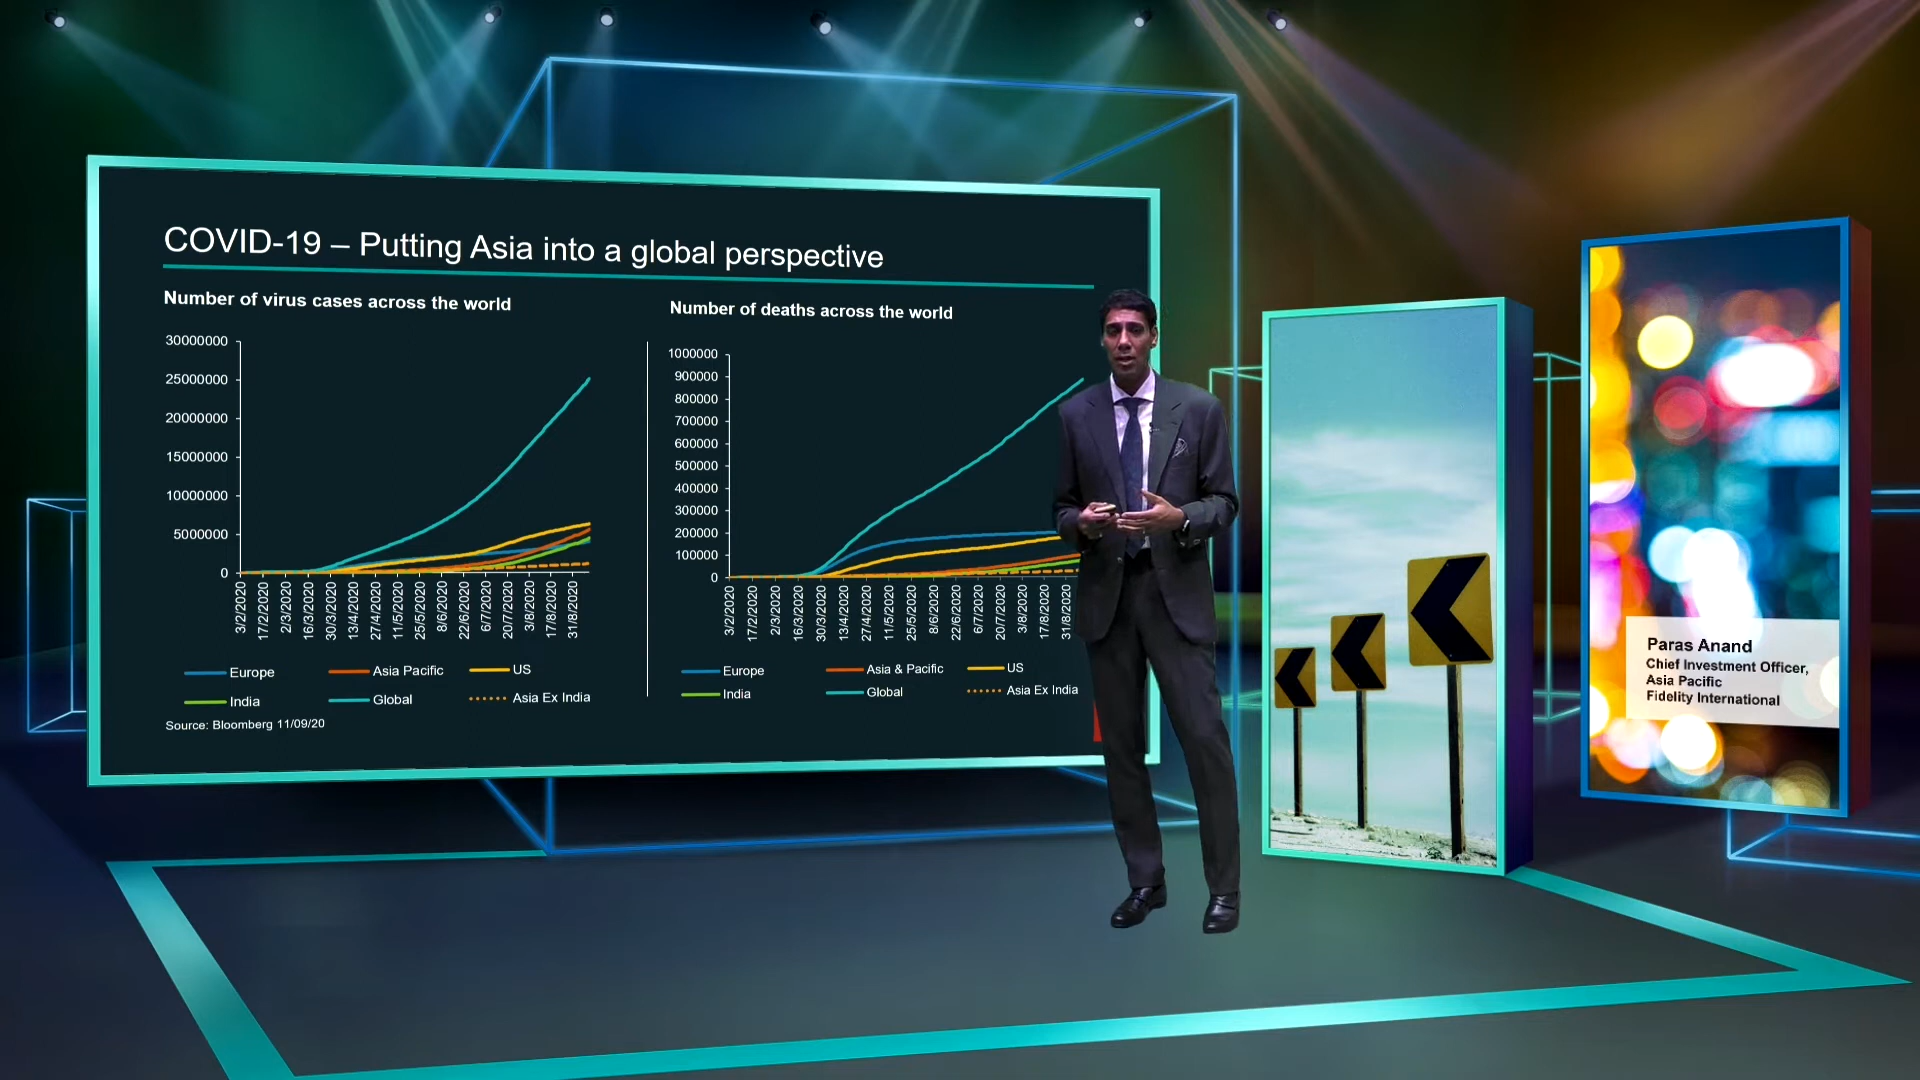 COVID-19 – Putting Asia into a global perspective
Number of virus cases across the world
30000000
25000000
20000000
15000000
10000000
5000000
0
3/2/2020
17/2/2020
2/3/2020
16/3/2020
30/3/2020
13/4/2020
27/4/2020
11/5/2020
25/5/2020
8/6/2020
22/6/2020
6/7/2020
20/7/2020
3/8/2020
17/8/2020
31/8/2020
Europe
Asia Pacific
US
India
Global
Asia Ex India
Source: Bloomberg 11/09/20
Number of deaths across the world
1000000
900000
800000
700000
600000
500000
400000
300000
200000
100000
0
3/2/2020
17/2/2020
2/3/2020
16/3/2020
30/3/2020
13/4/2020
27/4/2020
11/5/2020
25/5/2020
8/6/2020
22/6/2020
6/7/2020
20/7/2020
3/8/2020
17/8/2020
31/8/2020
Europe
Asia & Pacific
US
India
Global
Asia Ex India
Paras Anand
Chief Investment Officer,
Asia Pacific
Fidelity International